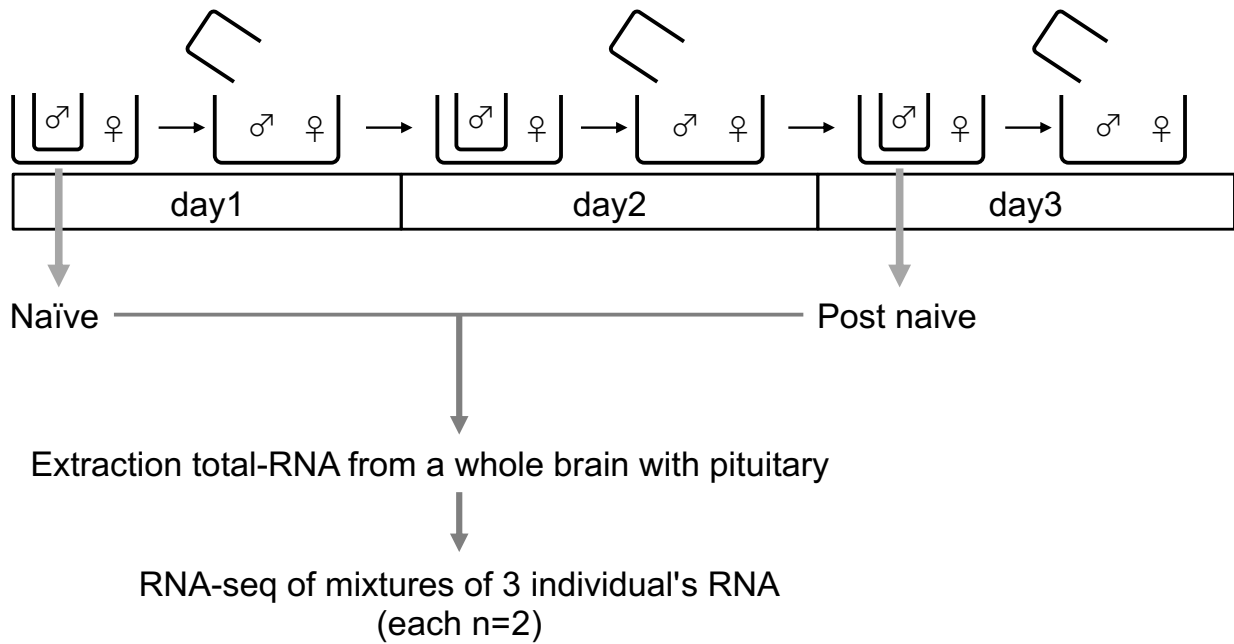 ♂ ♀ ♂ ♀ ♂ ♀ ♂ ♀ ♂ ♀ ♂ ♀
day1 day2 day3
Naïve Post naive
Extraction total-RNA from a whole brain with pituitary
RNA-seq of mixtures of 3 individual's RNA
(each n=2)